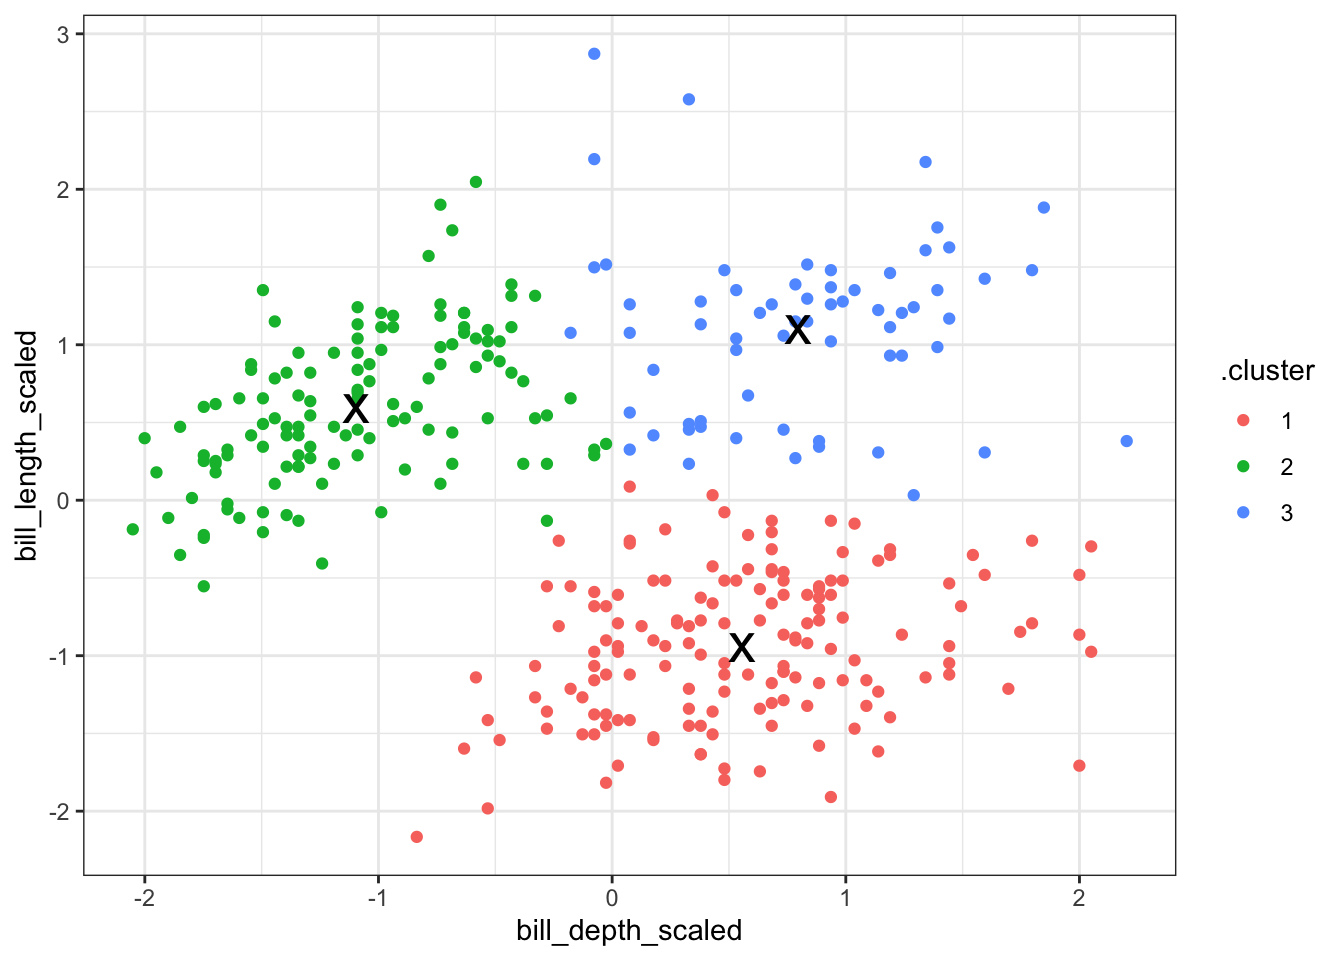 3
2
1
0
-1
-2
-2 -1 0 1 2
bill_depth_scaled
bill_length_scaled
X
X
X
.cluster
1
2
3